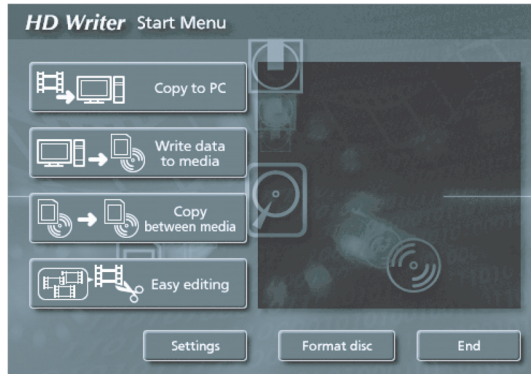 HD Writer Start Menu
Copy to PC
Write data
to media
Copy
between media
Easy editing
Settings
Format disc
End